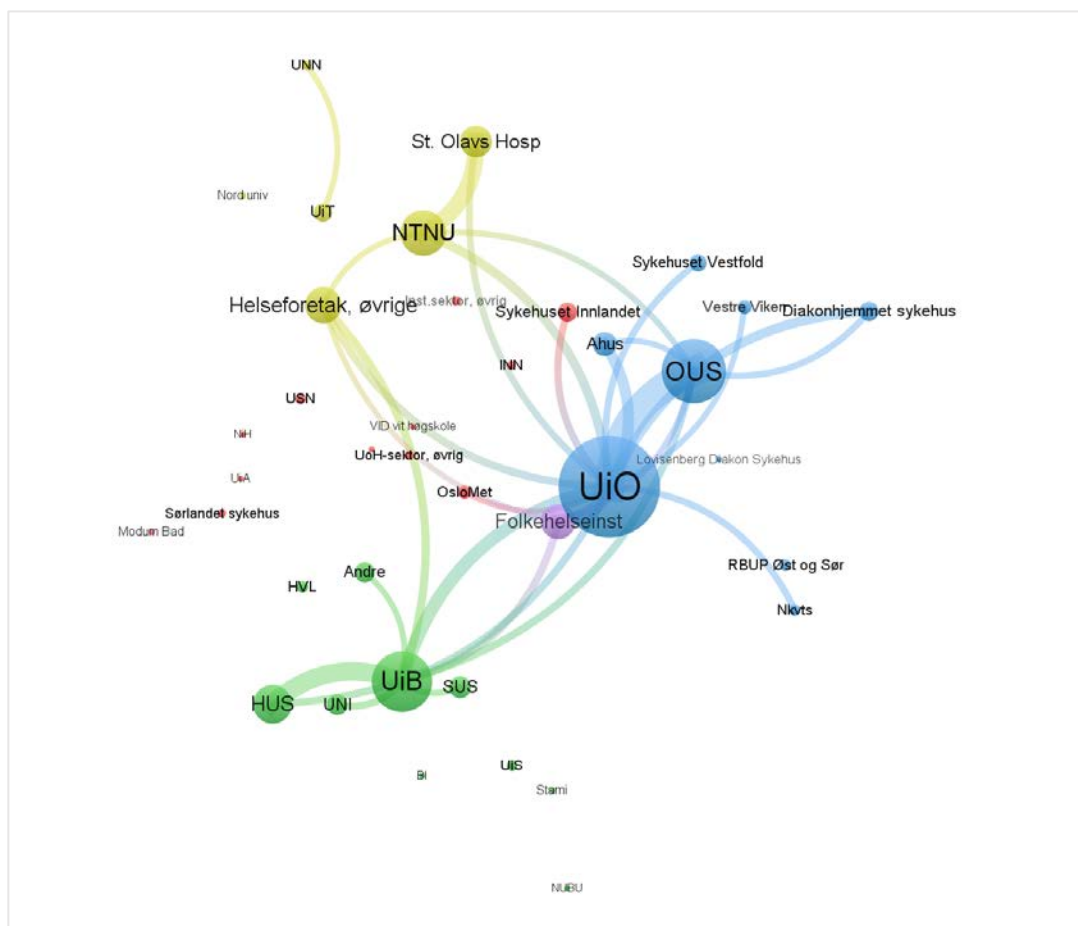 UNN
St. Olavs Hosp
Nord univ
UiT
NTNU
Sykehuset Vestfold
Helseforetak, øvrige
Inst.sektor, øvrig
Sykehuset Innlandet
Vestre Viken
Diakonhjemmet sykehus
Ahus
INN
OUS
USN
VID vit høgskole
NIH
UoH-sektor, øvrig
Lovisenberg Diakon Sykehus
UiA
OsloMet
UiO
Sørlandet sykehus
Folkehelseinst
Modum Bad
RBUP Øst og Sør
Andre
HVL
Nkvts
UiB
SUS
HUS
UNI
UiS
BI
Stami
NUBU